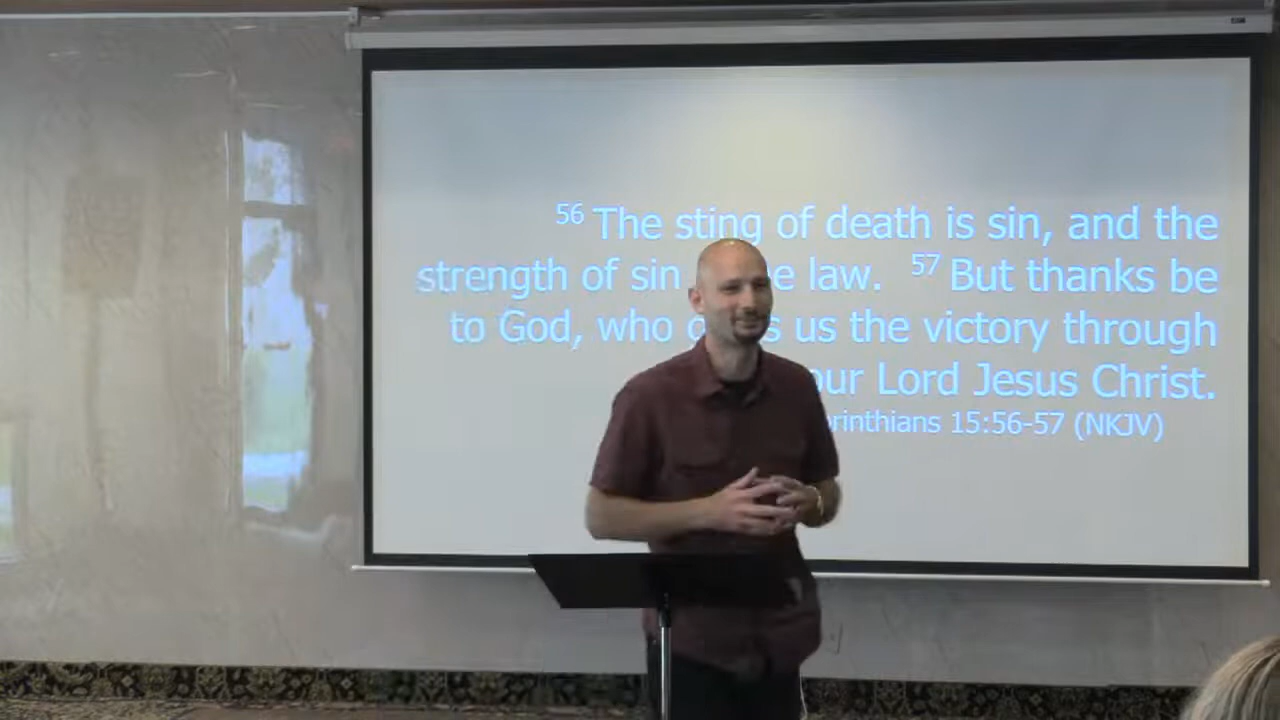 56 The sting of death is sin, and the
strength of sin law. 57 But thanks be
to God, who us the victory through
our Lord Jesus Christ.
15:56-57 (NKJV)